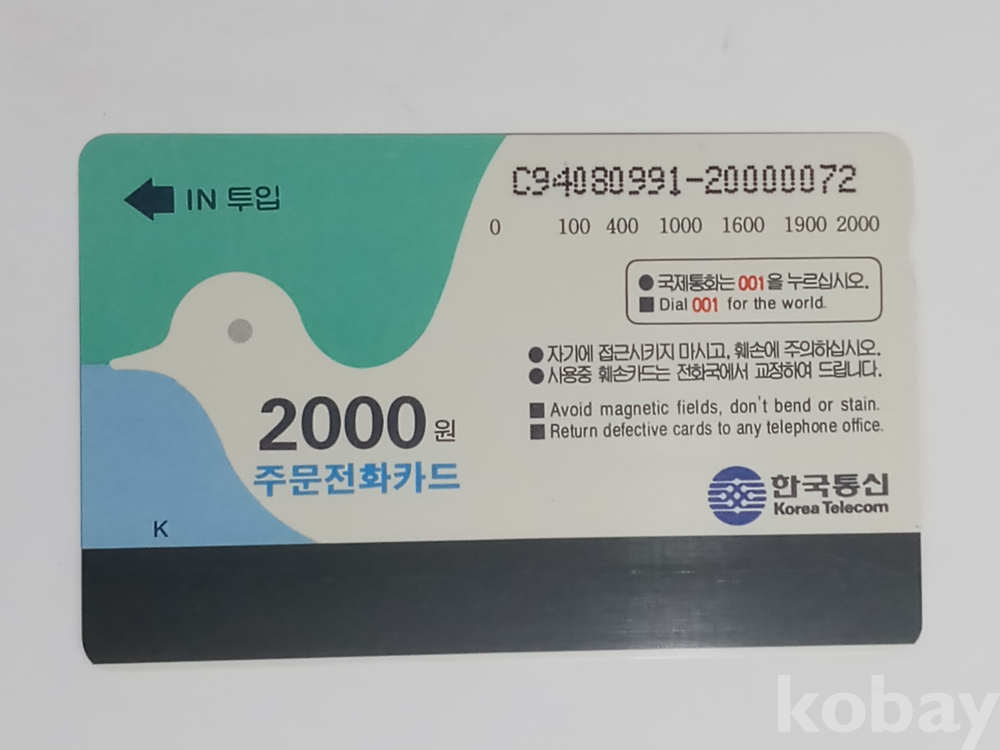 IN 투입
C94080991-20000072
0 100 400 1000 1600 1900 2000
● 국제통화는 001을 누르십시오.
■ Dial 001 for the world.
● 자기에 접근시키지 마시고, 훼손에 주의하십시오.
● 사용중 훼손카드는 전화국에서 교정하여 드립니다.
■ Avoid magnetic fields, don't bend or stain.
■ Return defective cards to any telephone office.
2000원
주문전화카드
한국통신
Korea Telecom
K
kobay